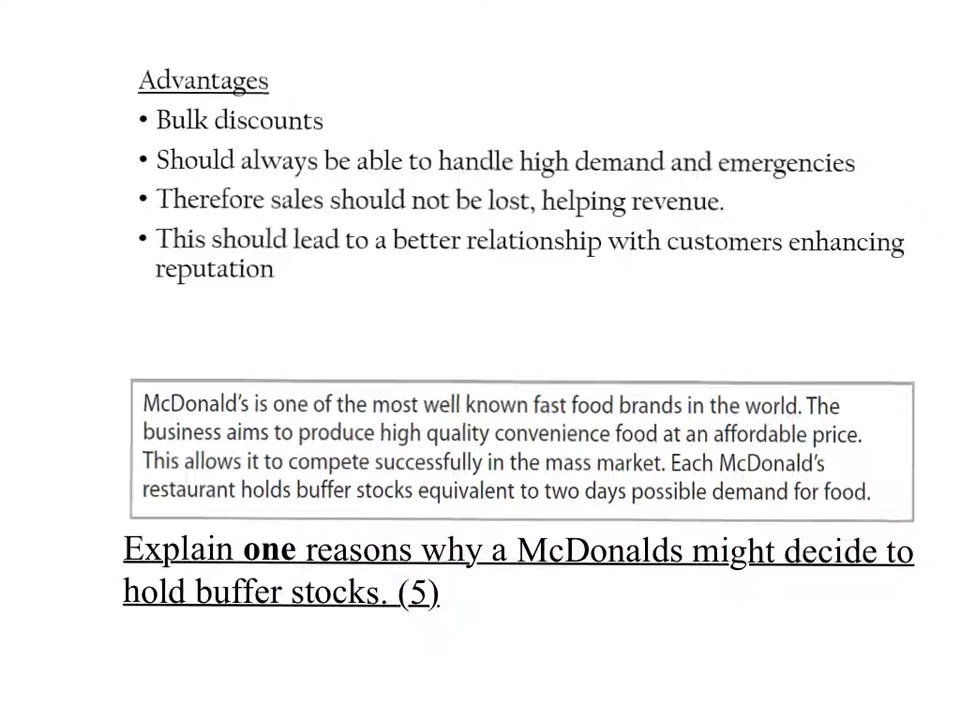 Advantages
• Bulk discounts
• Should always be able to handle high demand and emergencies
• Therefore sales should not be lost, helping revenue.
• This should lead to a better relationship with customers enhancing
reputation
McDonald's is one of the most well known fast food brands in the world. The
business aims to produce high quality convenience food at an affordable price.
This allows it to compete successfully in the mass market. Each McDonald's
restaurant holds buffer stocks equivalent to two days possible demand for food.
Explain one reasons why a McDonalds might decide to
hold buffer stocks. (5)